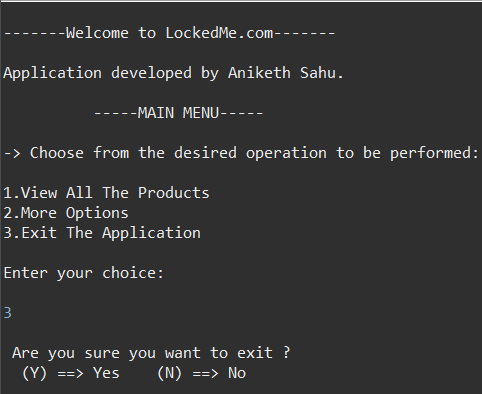 -------Welcome to LockedMe.com-------
Application developed by Aniketh Sahu.
-----MAIN MENU-----
-> Choose from the desired operation to be performed:
1.View All The Products
2.More Options
3.Exit The Application
Enter your choice:
3
Are you sure you want to exit ?
(Y) ==> Yes    (N) ==> No